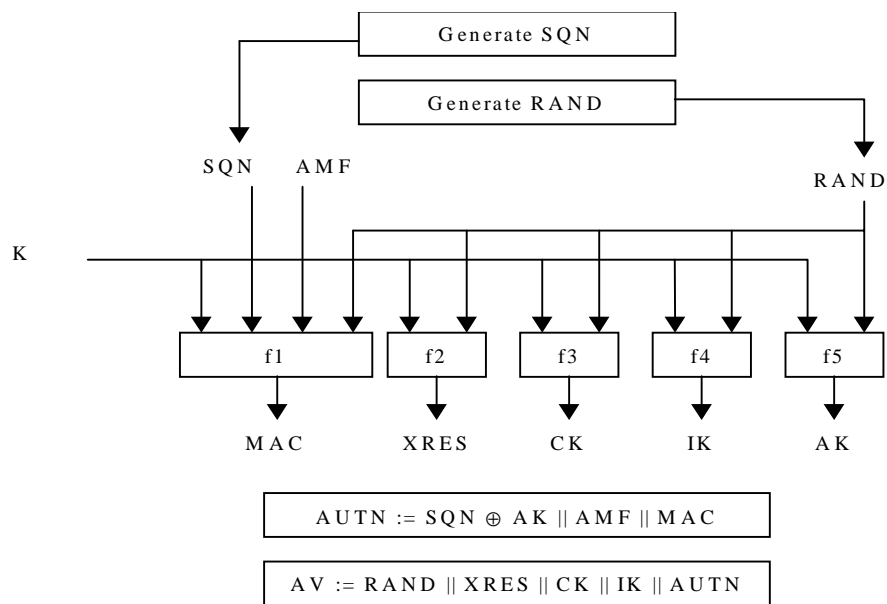 Generate SQN
Generate RAND
SQN AMF
RAND
K
f1 f2 f3 f4 f5
MAC XRES CK IK AK
AUTN := SQN ⊕ AK || AMF || MAC
AV := RAND || XRES || CK || IK || AUTN